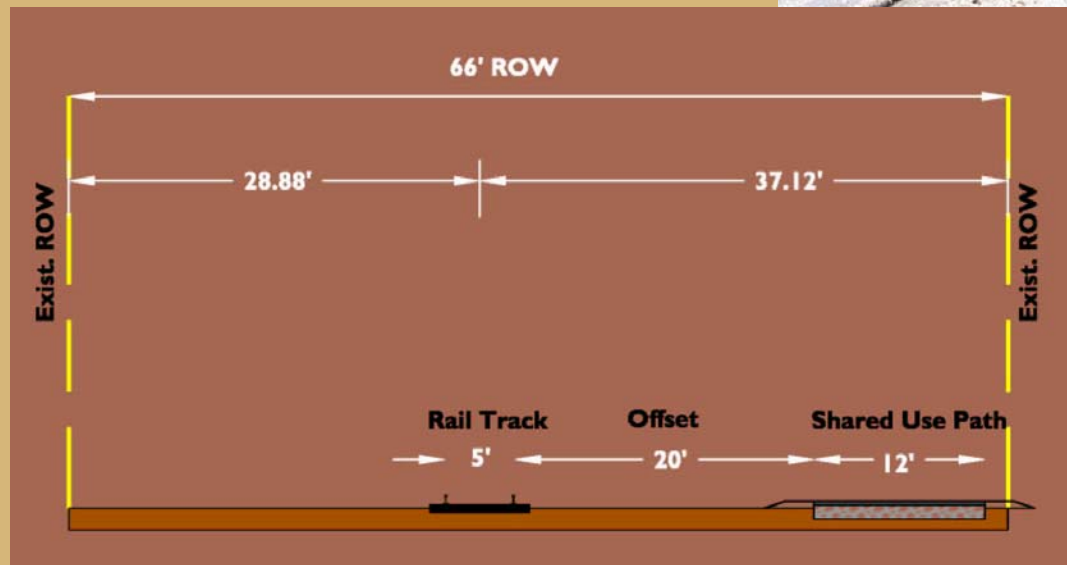 66' ROW
28.88'
37.12'
Exist. ROW
Exist. ROW
Rail Track
Offset
Shared Use Path
5'
20'
12'